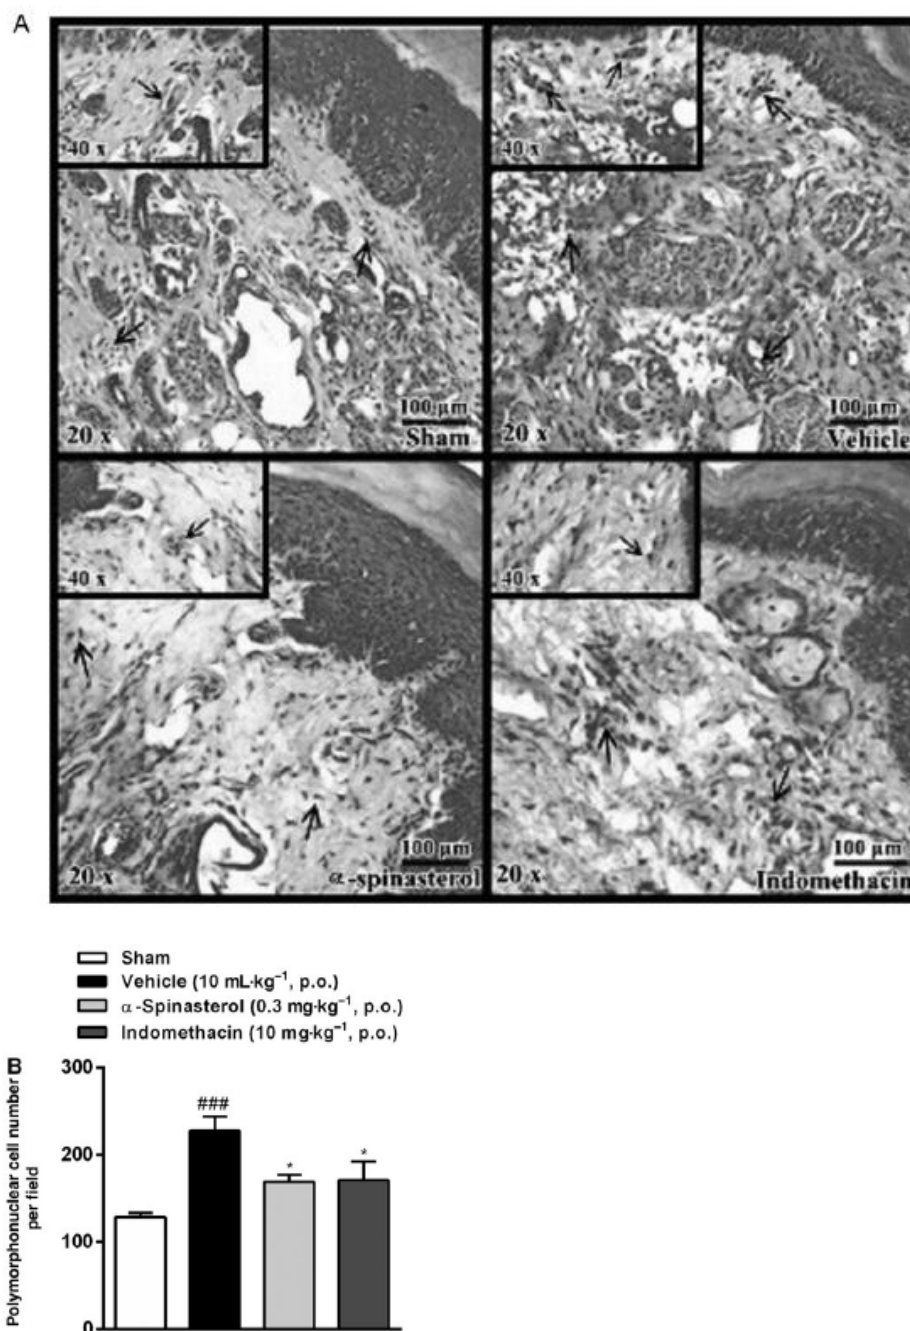 A
40 x
100 µm
20 x
Sham
40 x
100 µm
20 x
Vehicle
40 x
100 µm
20 x
α-spinasterol
40 x
100 µm
20 x
Indomethacin
Sham
Vehicle (10 mL·kg⁻¹, p.o.)
α-Spinasterol (0.3 mg·kg⁻¹, p.o.)
Indomethacin (10 mg·kg⁻¹, p.o.)
B
Polymorphonuclear cell number
per field
300
200
100
0
###
*
*